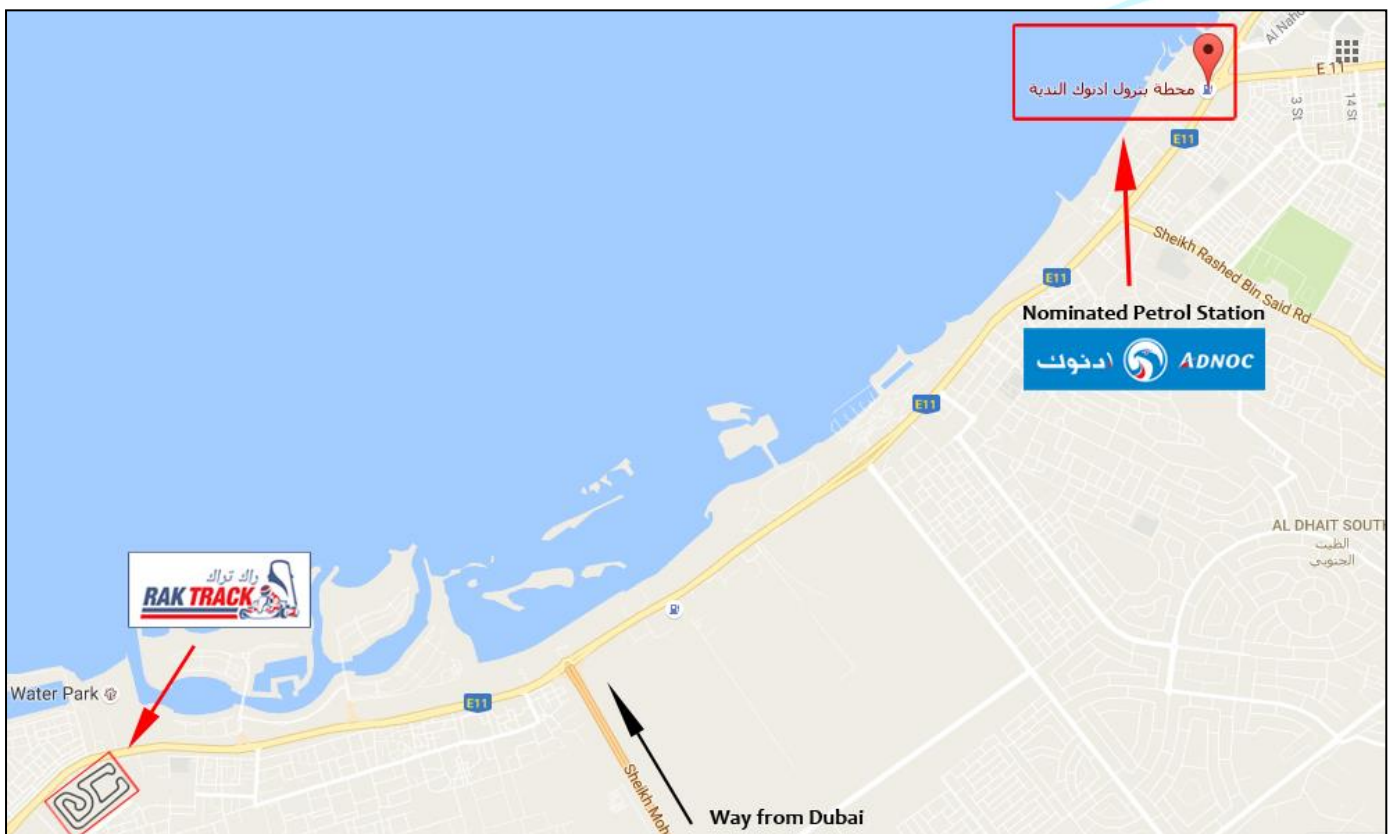 Al Naho
E 11
محطة بترول ادنوك الندية
3 St
14 St
E11
Sheikh Rashed Bin Said Rd
E11
Nominated Petrol Station
ادنوك ADNOC
E11
AL DHAIT SOUTH
الظيت
الجنوبي
راك تراك
RAK TRACK
Water Park
E11
Sheikh Moh
Way from Dubai